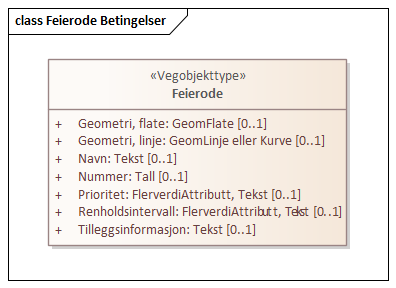 class Feierode Betingelser
«Vegobjekttype»
Feierode
+ Geometri, flate: GeomFlate [0..1]
+ Geometri, linje: GeomLinje eller Kurve [0..1]
+ Navn: Tekst [0..1]
+ Nummer: Tall [0..1]
+ Prioritet: FlerverdiAttributt, Tekst [0..1]
+ Renholdsintervall: FlerverdiAttributt, Tekst [0..1]
+ Tilleggsinformasjon: Tekst [0..1]